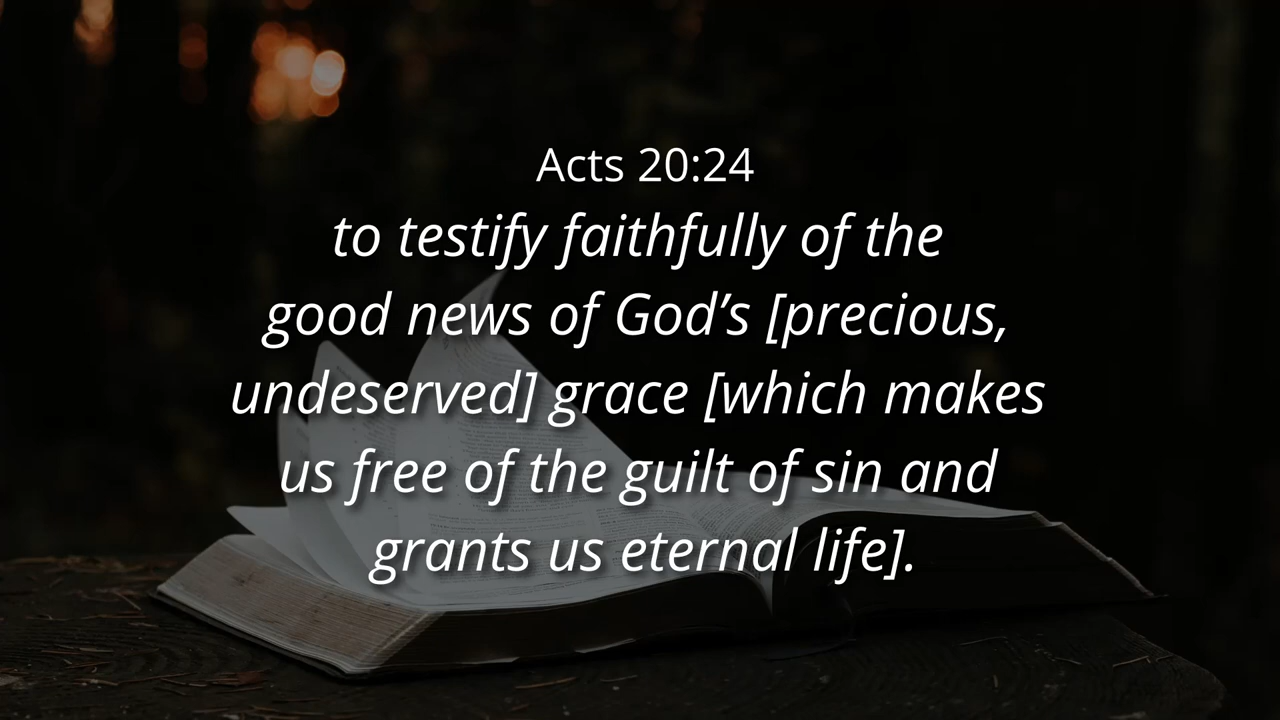 Acts 20:24
to testify faithfully of the
good news of God’s [precious,
undeserved] grace [which makes
us free of the guilt of sin and
grants us eternal life].